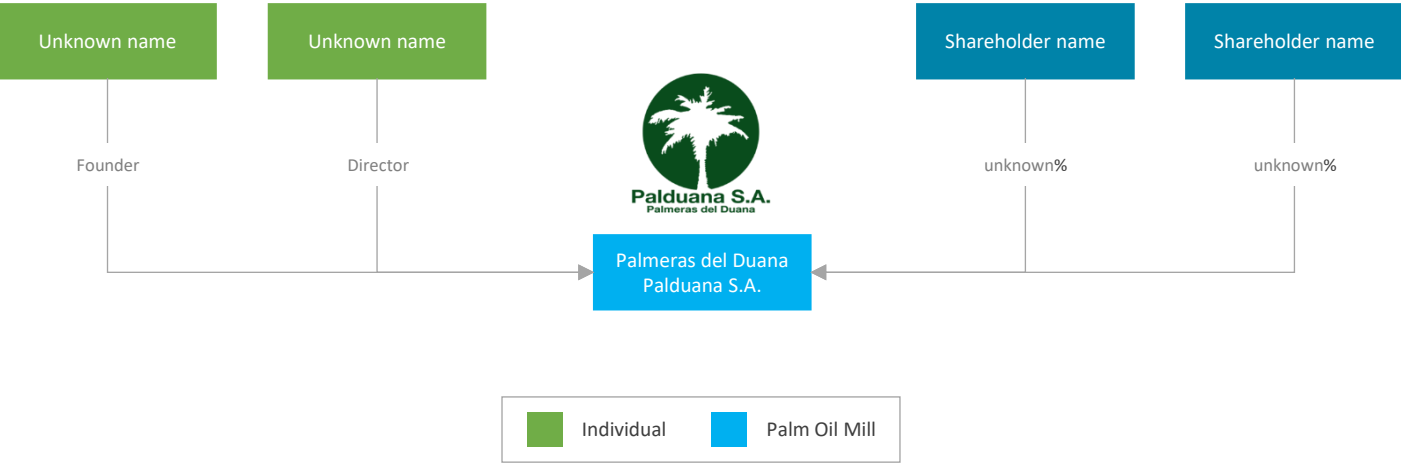 Unknown name
Unknown name
Shareholder name
Shareholder name
Founder
Director
unknown%
unknown%
Palduana S.A.
Palmeras del Duana
Palmeras del Duana
Palduana S.A.
Individual
Palm Oil Mill